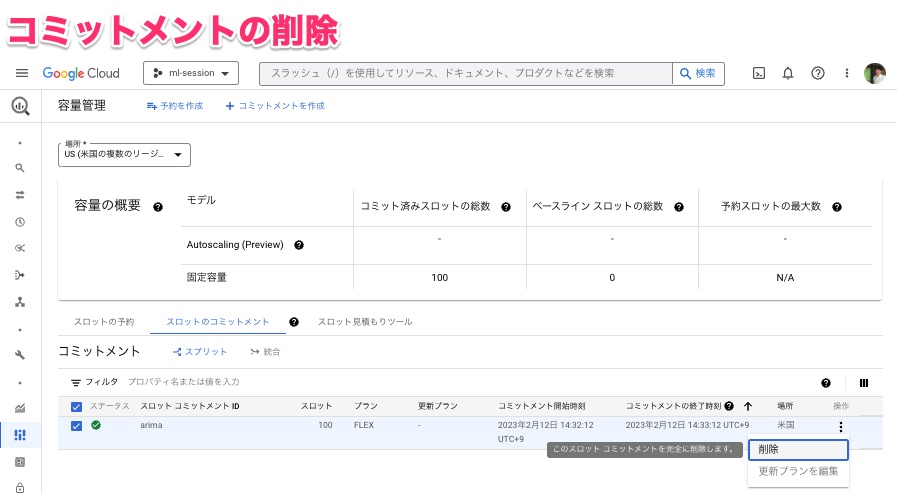 コミットメントの削除
Google Cloud
ml-session
スラッシュ（/）を使用してリソース、ドキュメント、プロダクトなどを検索
検索
容量管理
予約を作成
コミットメントを作成
場所 *
US (米国の複数のリージ...
容量の概要
モデル
コミット済みスロットの総数
ベースライン スロットの総数
予約スロットの最大数
Autoscaling (Preview)
-
-
-
固定容量
100
0
N/A
スロットの予約
スロットのコミットメント
スロット見積もりツール
コミットメント
スプリット
統合
フィルタ
プロパティ名または値を入力
ステータス
スロット コミットメント ID
スロット
プラン
更新プラン
コミットメント開始時刻
コミットメントの終了時刻
場所
操作
arima
100
FLEX
-
2023年2月12日 14:32:12
UTC+9
2023年2月12日 14:33:12 UTC+9
米国
このスロット コミットメントを完全に削除します。
削除
更新プランを編集